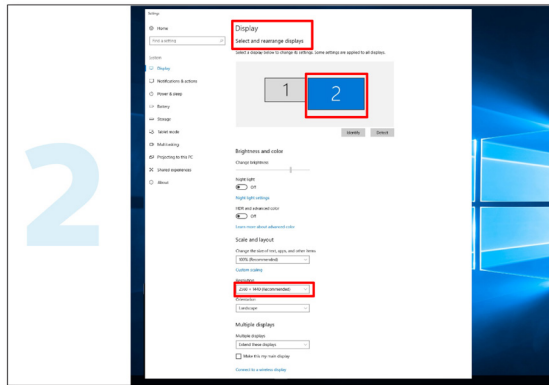 Settings
Home
Find a setting
System
Display
Notifications & actions
Power & sleep
Battery
Storage
Tablet mode
Multitasking
Projecting to this PC
Shared experiences
About
Display
Select and rearrange displays
Select a display below to change its settings. Some settings are applied to all displays.
1
2
Identify
Detect
Brightness and color
Change brightness
Night light
Off
Night light settings
HDR and advanced color
Off
Learn more about advanced color
Scale and layout
Change the size of text, apps, and other items
100% (Recommended)
Custom scaling
Resolution
2560 × 1440 (Recommended)
Orientation
Landscape
Multiple displays
Multiple displays
Extend these displays
Make this my main display
Connect to a wireless display
2